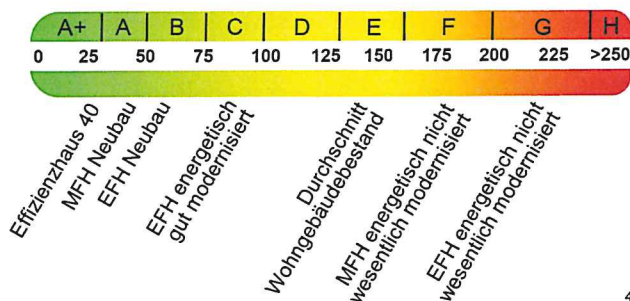 A+ A B C D E F G H
0 25 50 75 100 125 150 175 200 225 >250
Effizienzhaus 40
MFH Neubau
EFH Neubau
EFH energetisch
gut modernisiert
Durchschnitt
Wohngebäudebestand
MFH energetisch nicht
wesentlich modernisiert
EFH energetisch nicht
wesentlich modernisiert